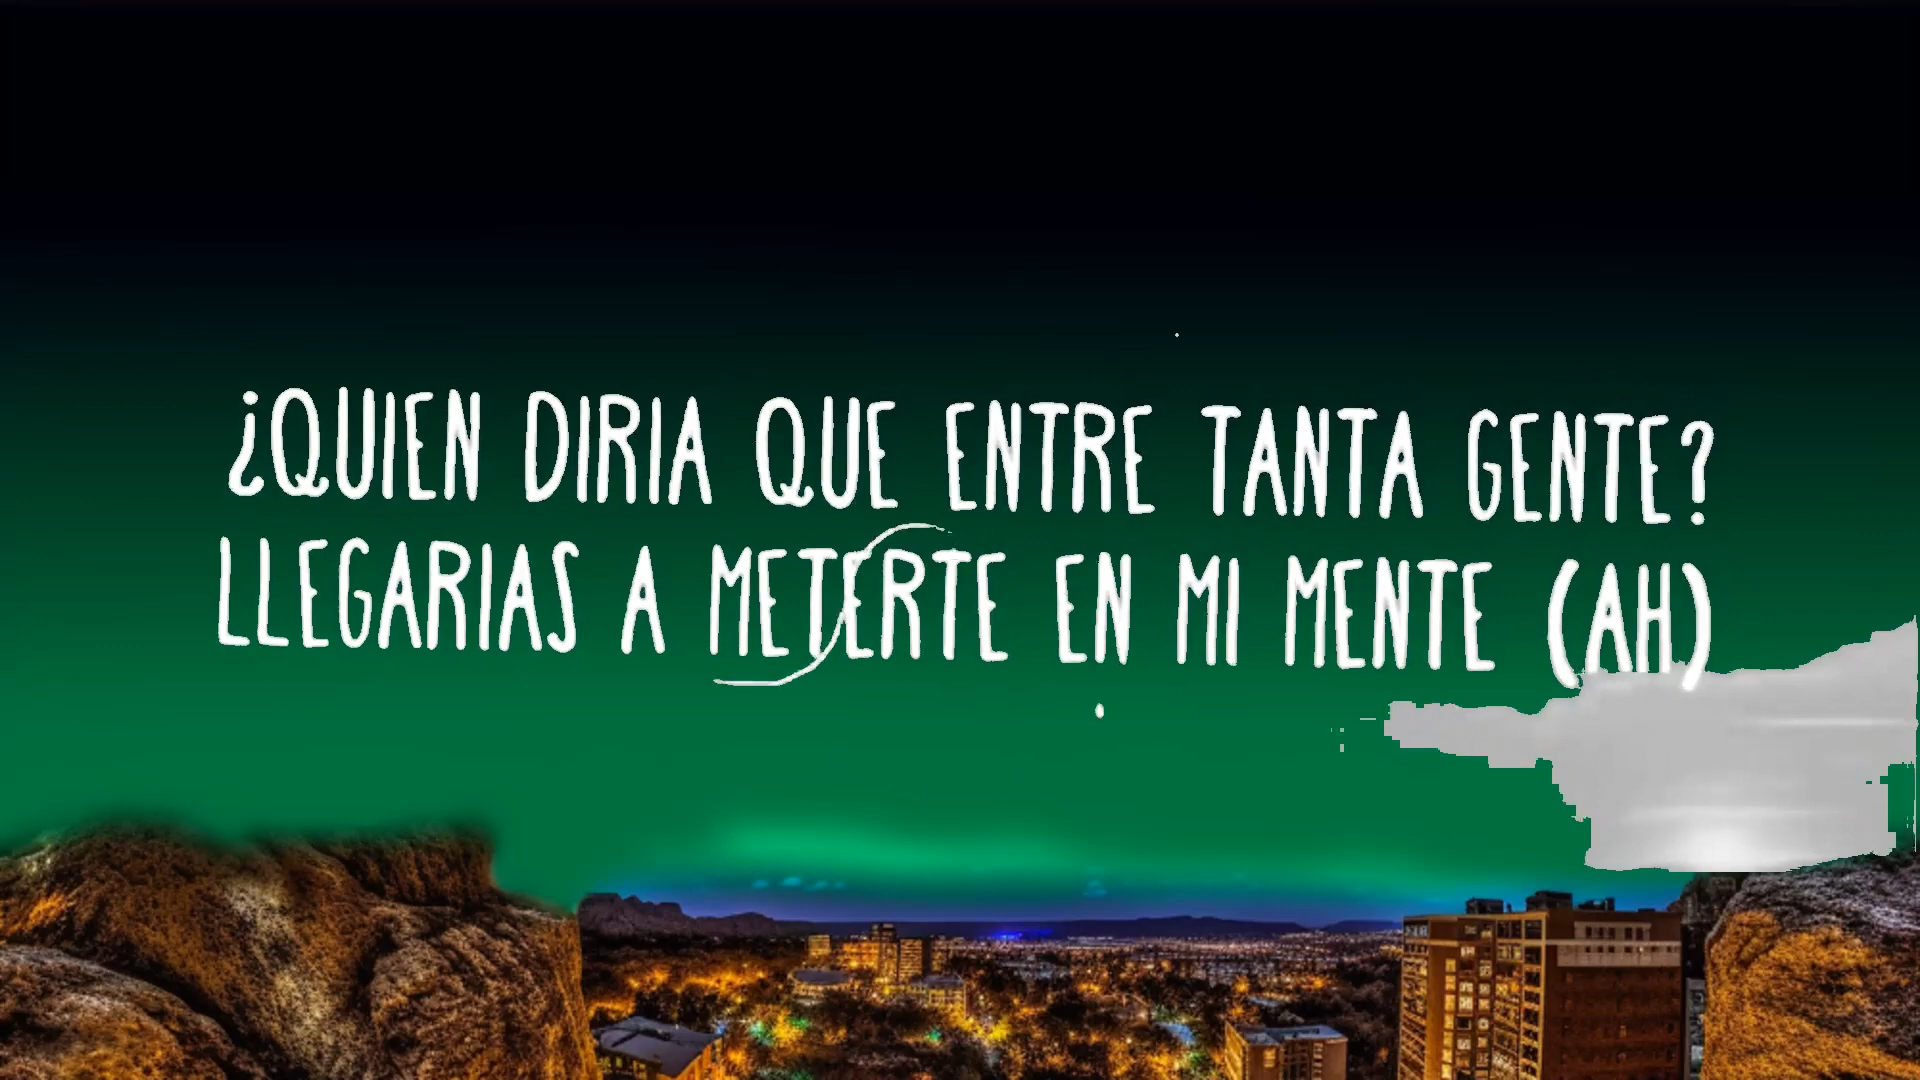 ¿QUIEN DIRIA QUE ENTRE TANTA GENTE?
LLEGARIAS A METERTE EN MI MENTE (AH)